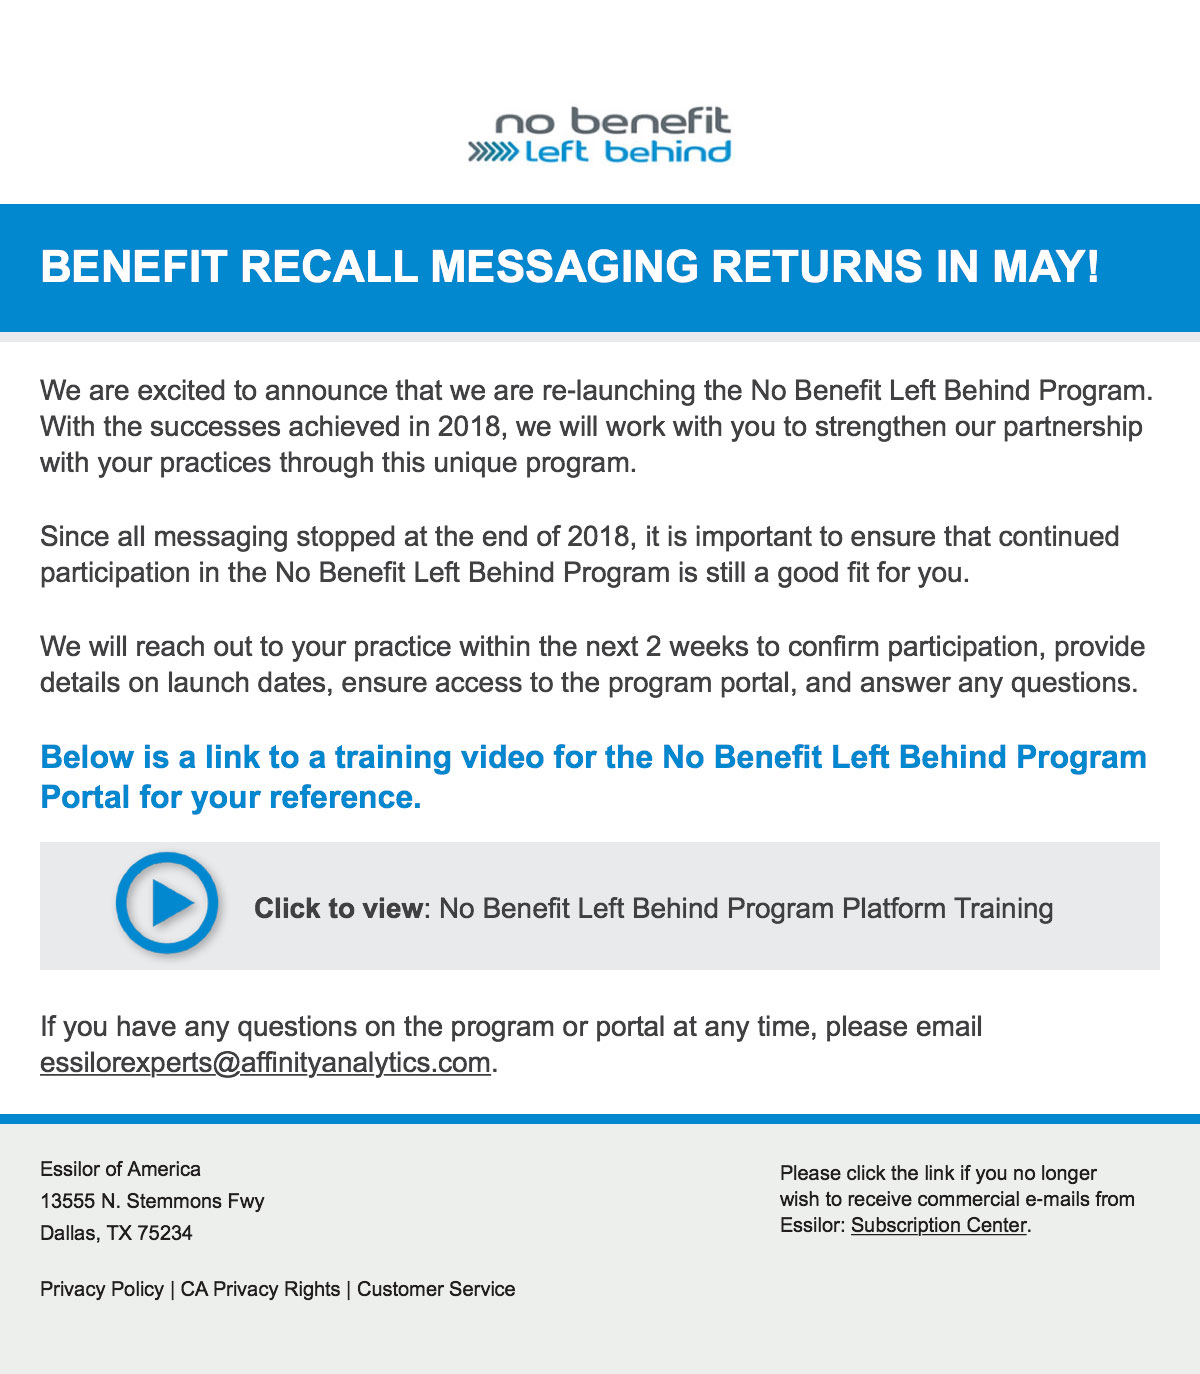 no benefit
left behind
BENEFIT RECALL MESSAGING RETURNS IN MAY!
We are excited to announce that we are re-launching the No Benefit Left Behind Program.
With the successes achieved in 2018, we will work with you to strengthen our partnership
with your practices through this unique program.
Since all messaging stopped at the end of 2018, it is important to ensure that continued
participation in the No Benefit Left Behind Program is still a good fit for you.
We will reach out to your practice within the next 2 weeks to confirm participation, provide
details on launch dates, ensure access to the program portal, and answer any questions.
Below is a link to a training video for the No Benefit Left Behind Program
Portal for your reference.
Click to view: No Benefit Left Behind Program Platform Training
If you have any questions on the program or portal at any time, please email
essilorexperts@affinityanalytics.com.
Essilor of America
13555 N. Stemmons Fwy
Dallas, TX 75234
Privacy Policy | CA Privacy Rights | Customer Service
Please click the link if you no longer
wish to receive commercial e-mails from
Essilor: Subscription Center.